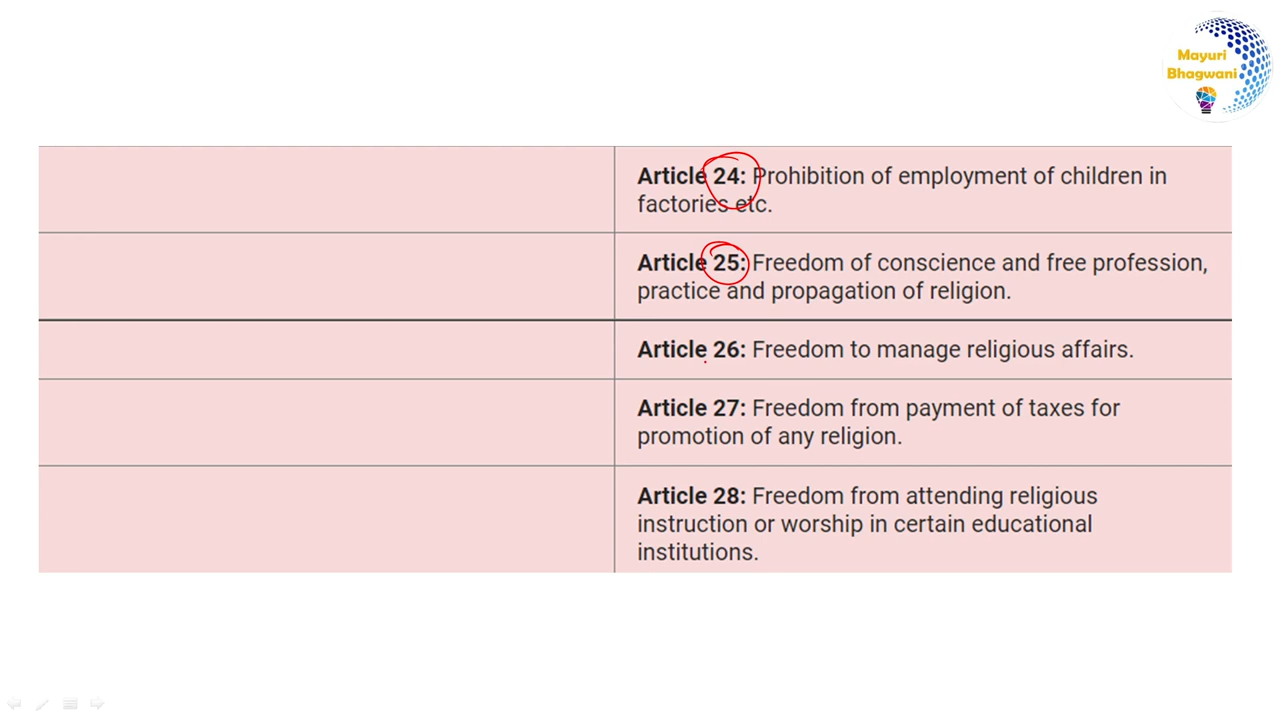 Mayuri
Bhagwani
Article 24: Prohibition of employment of children in
factories etc.
Article 25: Freedom of conscience and free profession,
practice and propagation of religion.
Article 26: Freedom to manage religious affairs.
Article 27: Freedom from payment of taxes for
promotion of any religion.
Article 28: Freedom from attending religious
instruction or worship in certain educational
institutions.